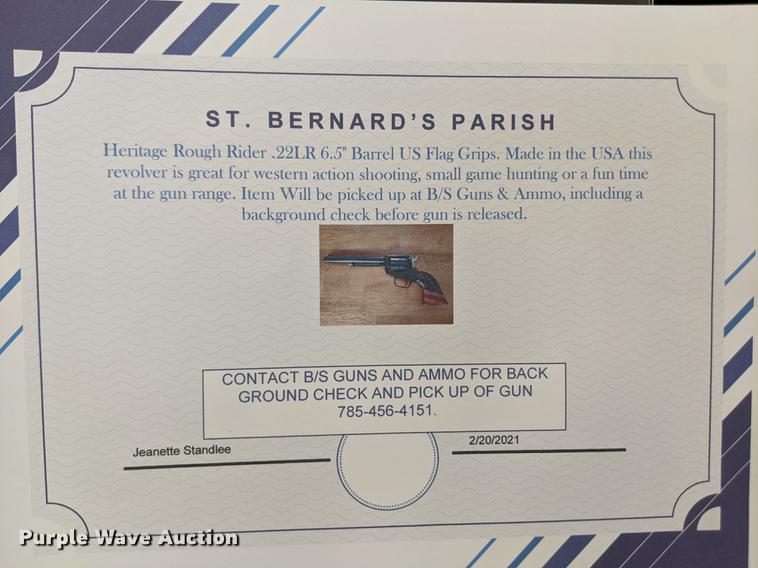 ST. BERNARD'S PARISH
Heritage Rough Rider .22LR 6.5" Barrel US Flag Grips. Made in the USA this
revolver is great for western action shooting, small game hunting or a fun time
at the gun range. Item Will be picked up at B/S Guns & Ammo, including a
background check before gun is released.
CONTACT B/S GUNS AND AMMO FOR BACK
GROUND CHECK AND PICK UP OF GUN
785-456-4151.
Jeanette Standlee
2/20/2021
Purple Wave Auction